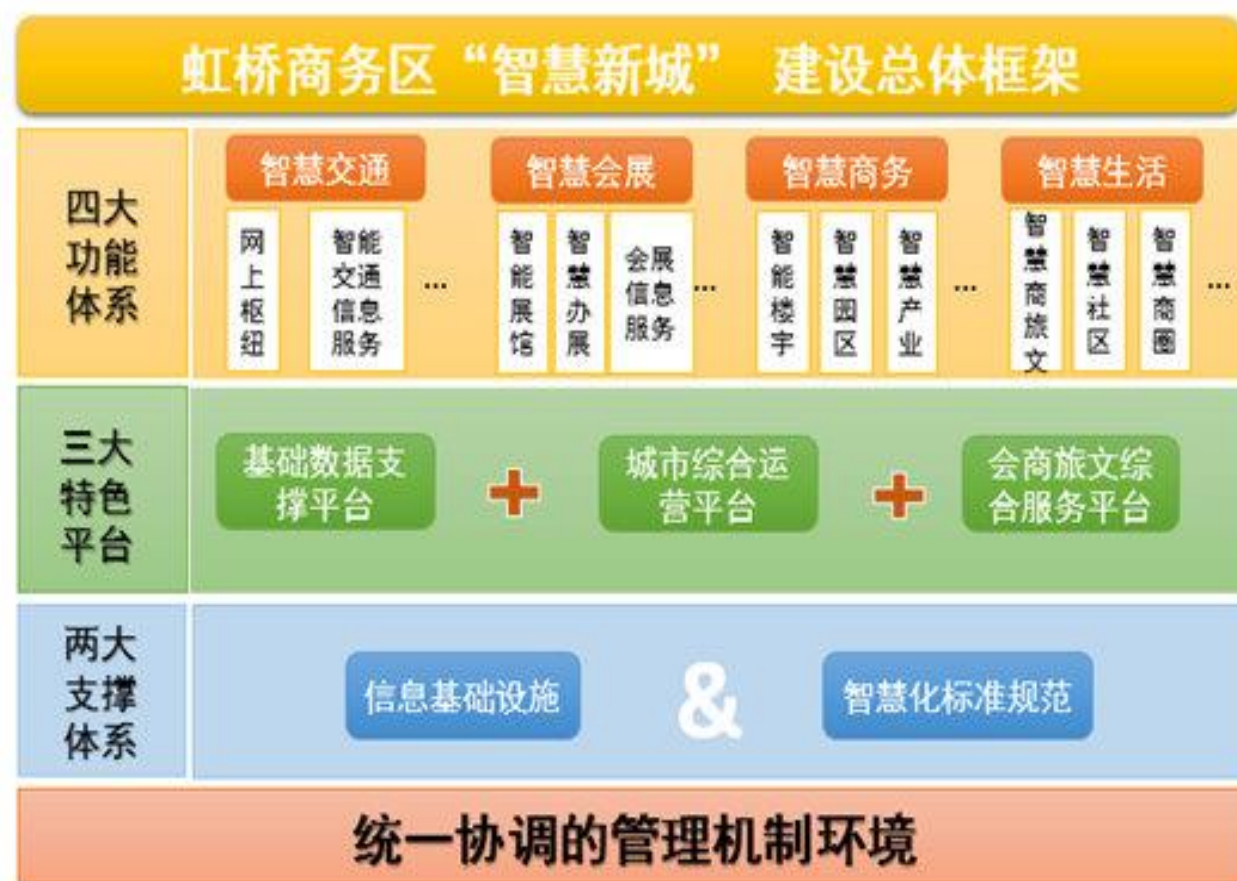 虹桥商务区“智慧新城” 建设总体框架
四大
功能
体系
智慧交通
网上枢纽
智能
交通
信息
服务
...
智慧会展
智能展馆
智慧办展
会展
信息
服务
...
智慧商务
智能楼宇
智慧园区
智慧产业
...
智慧生活
智慧商旅文
智慧社区
智慧商圈
...
三大
特色
平台
基础数据支
撑平台
+
城市综合运
营平台
+
会商旅文综
合服务平台
两大
支撑
体系
信息基础设施
&
智慧化标准规范
统一协调的管理机制环境